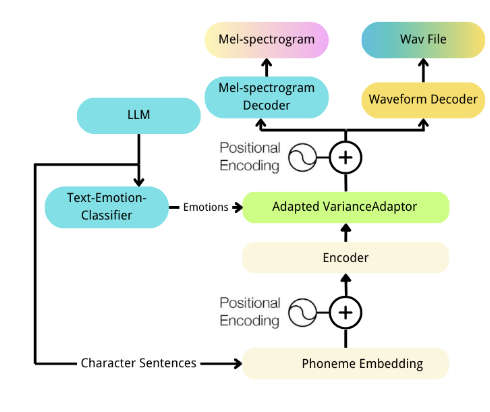 Mel-spectrogram
Wav File
Mel-spectrogram
Decoder
Waveform Decoder
LLM
Positional
Encoding
Text-Emotion-
Classifier
Emotions
Adapted VarianceAdaptor
Encoder
Positional
Encoding
Character Sentences
Phoneme Embedding